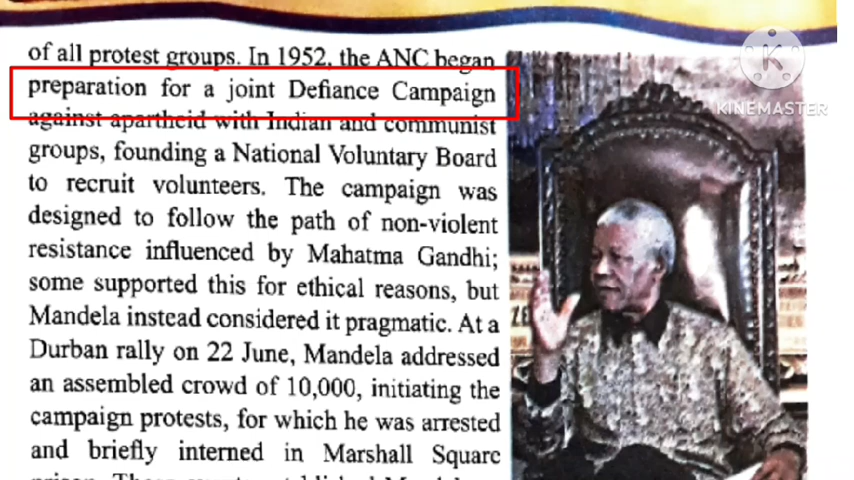 of all protest groups. In 1952, the ANC began
preparation for a joint Defiance Campaign
against apartheid with Indian and communist
groups, founding a National Voluntary Board
to recruit volunteers. The campaign was
designed to follow the path of non-violent
resistance influenced by Mahatma Gandhi;
some supported this for ethical reasons, but
Mandela instead considered it pragmatic. At a
Durban rally on 22 June, Mandela addressed
an assembled crowd of 10,000, initiating the
campaign protests, for which he was arrested
and briefly interned in Marshall Square
K
KINEMASTER